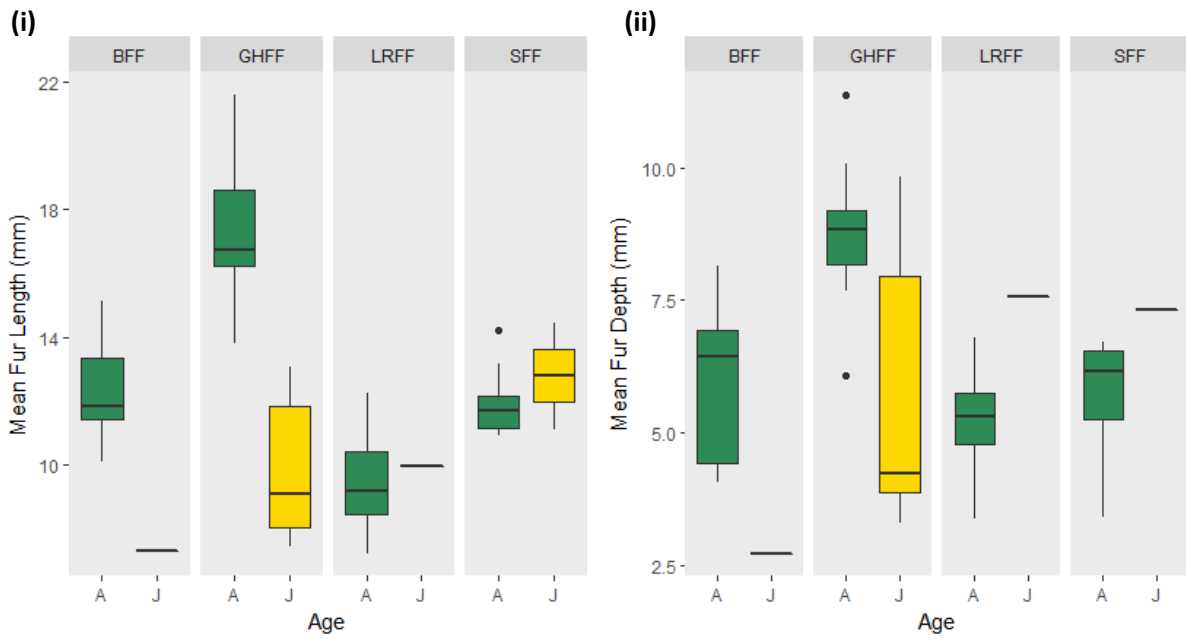 (i)
BFF GHFF LRFF SFF
22
18
14
10
Mean Fur Length (mm)
A J A J A J A J
Age
(ii)
BFF GHFF LRFF SFF
10.0
7.5
5.0
2.5
Mean Fur Depth (mm)
A J A J A J A J
Age